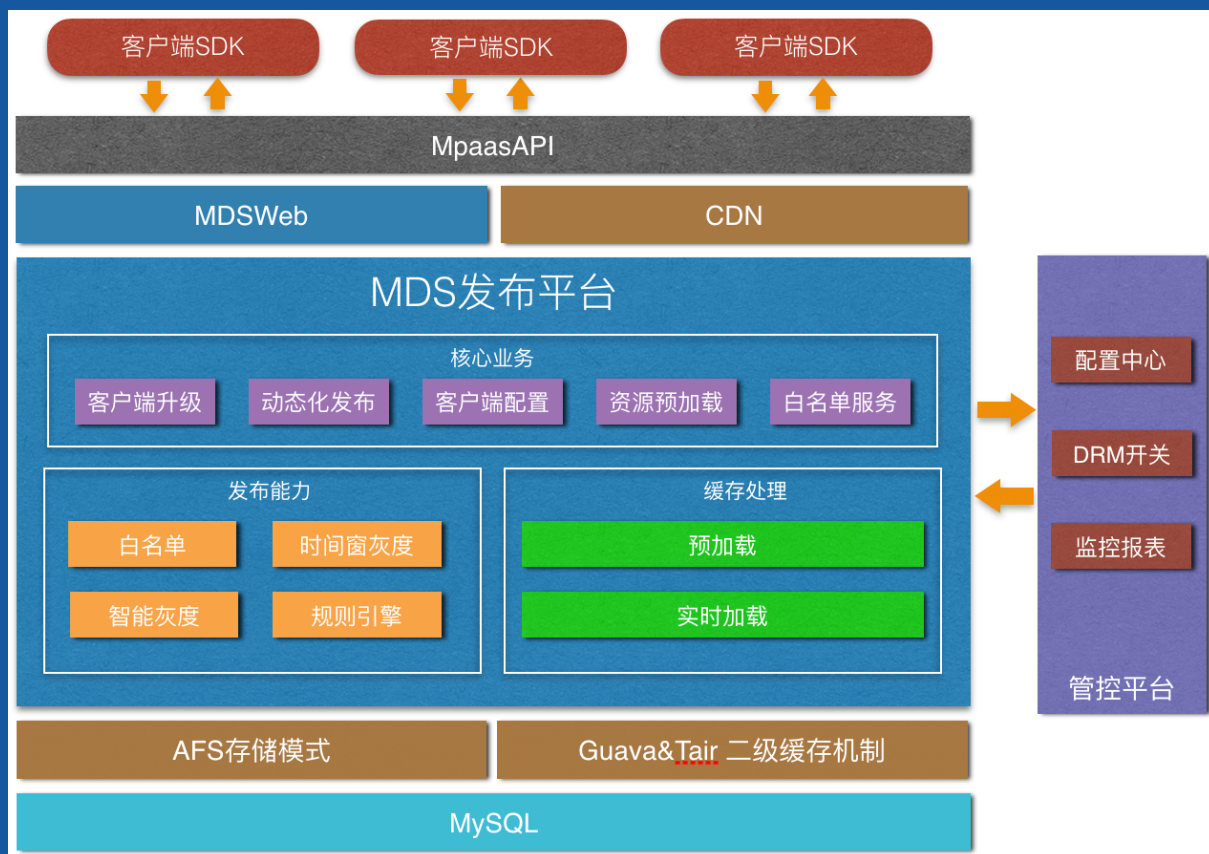 客户端SDK
客户端SDK
客户端SDK
MpaasAPI
MDSWeb
CDN
MDS发布平台
核心业务
客户端升级
动态化发布
客户端配置
资源预加载
白名单服务
发布能力
白名单
时间窗灰度
智能灰度
规则引擎
缓存处理
预加载
实时加载
配置中心
DRM开关
监控报表
管控平台
AFS存储模式
Guava&Tair 二级缓存机制
MySQL